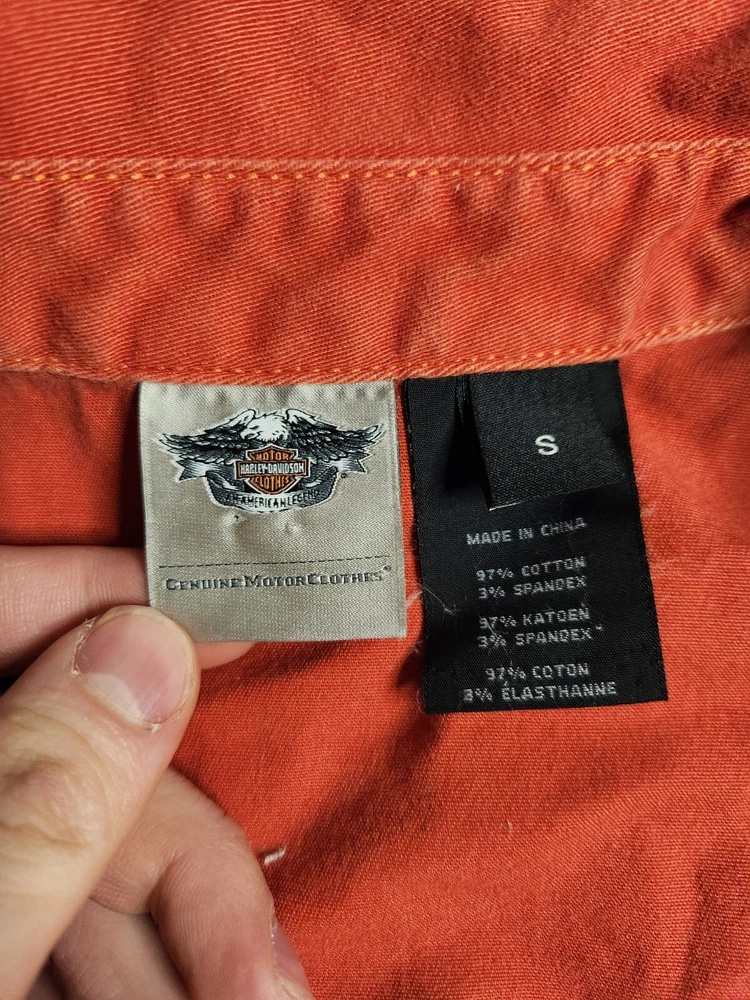 MOTOR
HARLEY-DAVIDSON
CLOTHES
AN AMERICAN LEGEND
GENUINE MOTORCLOTHES®
S
MADE IN CHINA
97% COTTON
3% SPANDEX
97% KATOEN
3% SPANDEX
97% COTON
3% ÉLASTHANNE